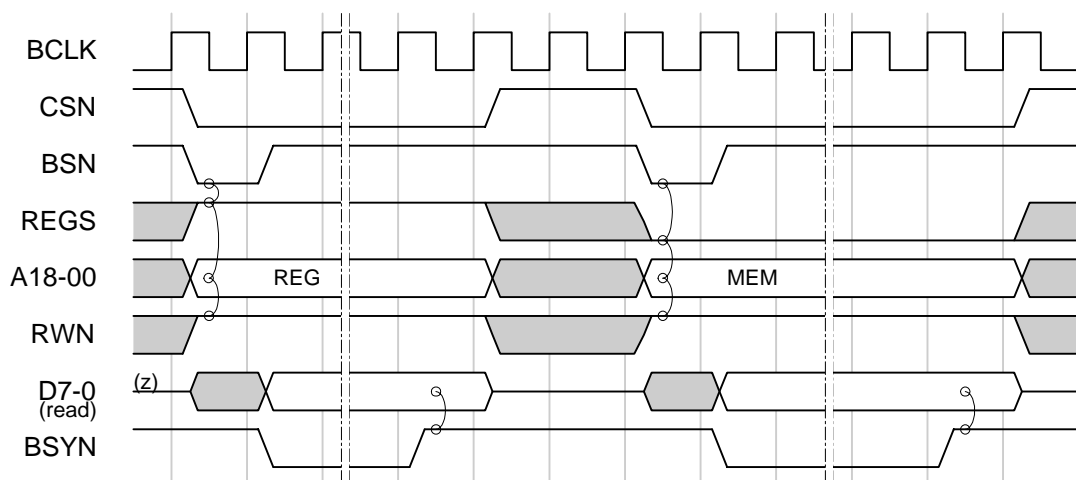 BCLK
CSN
BSN
REGS
A18-00 REG MEM
RWN
D7-0 (z)
(read)
BSYN